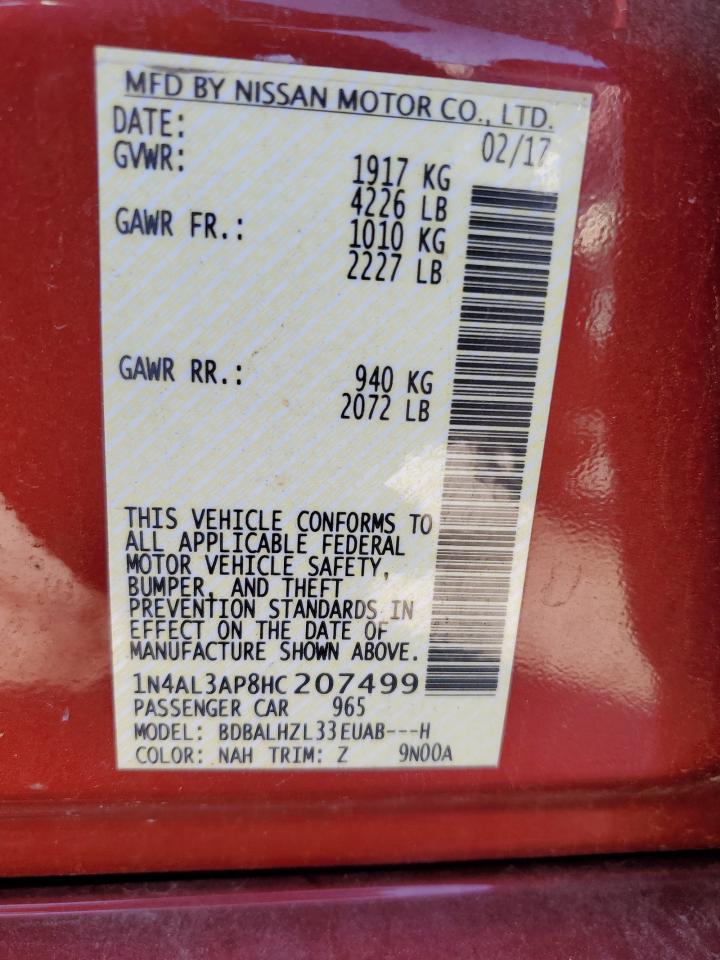 MFD BY NISSAN MOTOR CO., LTD.
DATE: 02/17
GVWR: 1917 KG
4226 LB
GAWR FR.: 1010 KG
2227 LB
GAWR RR.: 940 KG
2072 LB
THIS VEHICLE CONFORMS TO
ALL APPLICABLE FEDERAL
MOTOR VEHICLE SAFETY,
BUMPER, AND THEFT
PREVENTION STANDARDS IN
EFFECT ON THE DATE OF
MANUFACTURE SHOWN ABOVE.
1N4AL3AP8HC207499
PASSENGER CAR 965
MODEL: BDBALHZL33EUAB---H
COLOR: NAH TRIM: Z 9N00A